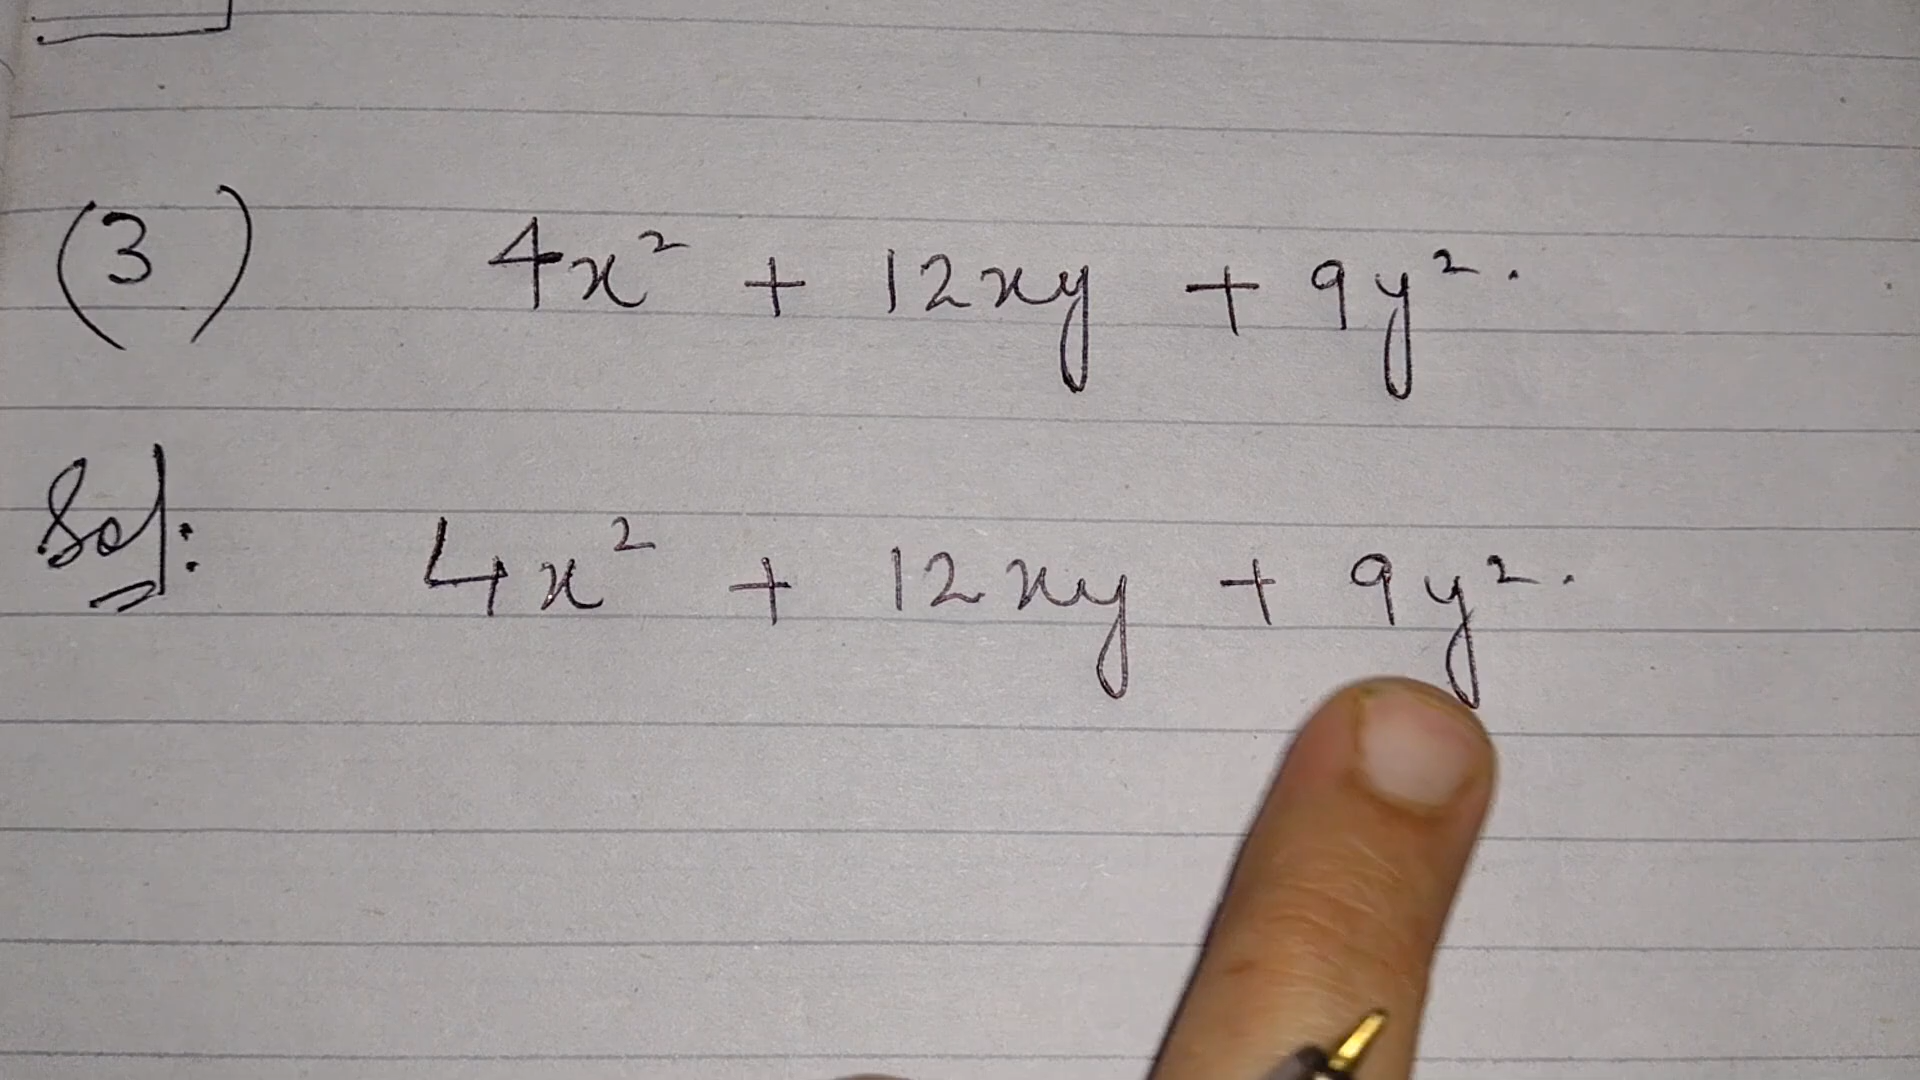 (3) 4x² + 12xy + 9y².
Sol: 4x² + 12xy + 9y².